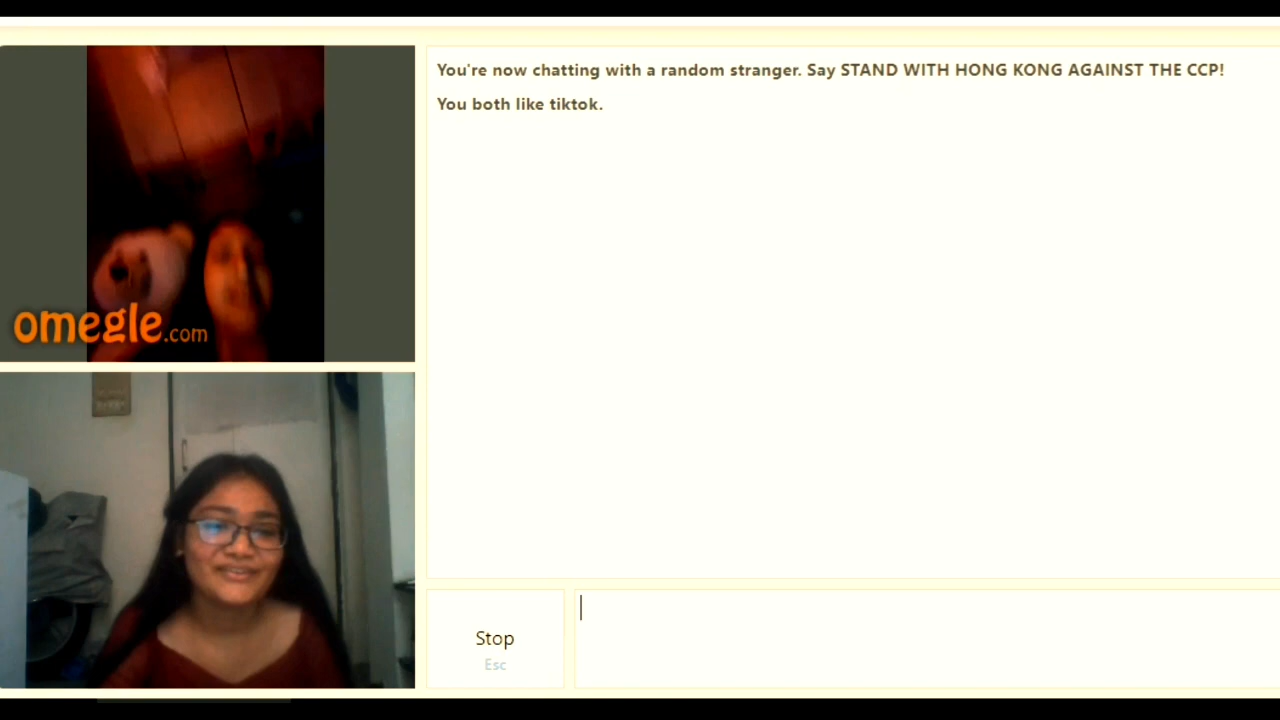 You're now chatting with a random stranger. Say STAND WITH HONG KONG AGAINST THE CCP!
You both like tiktok.
omegle.com
Stop
Esc